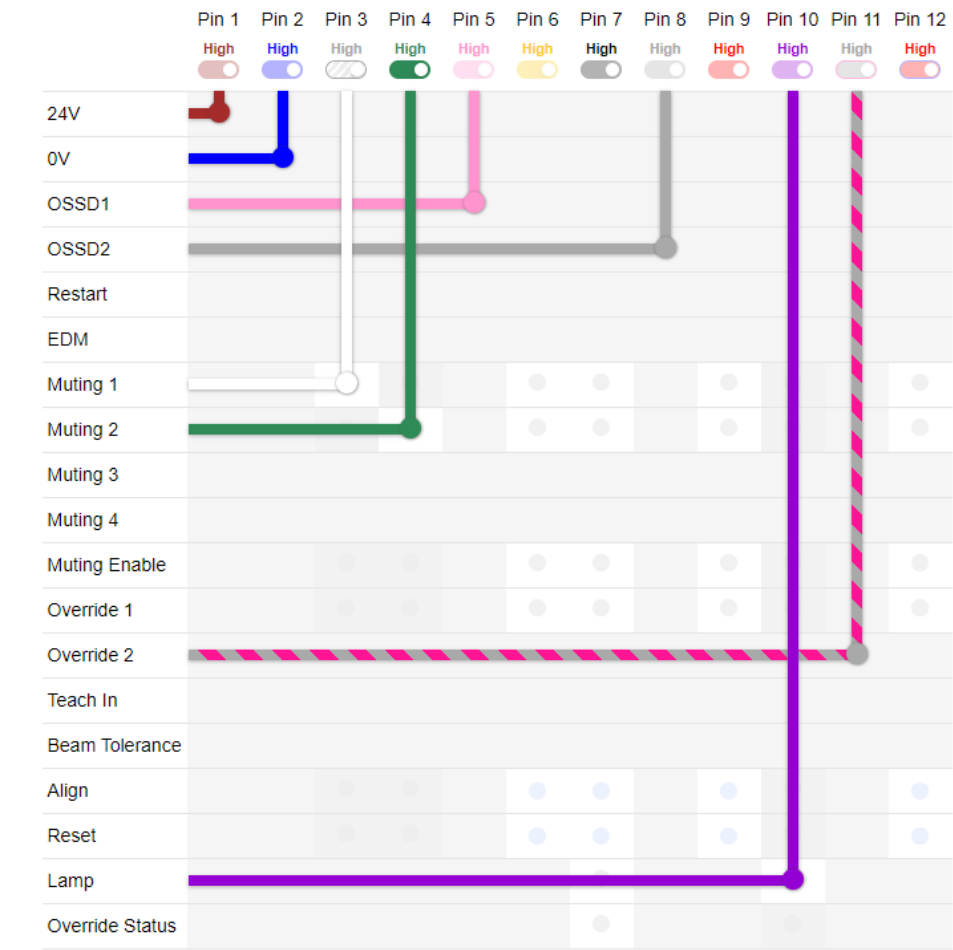 Pin 1 Pin 2 Pin 3 Pin 4 Pin 5 Pin 6 Pin 7 Pin 8 Pin 9 Pin 10 Pin 11 Pin 12
High High High High High High High High High High High High
24V
0V
OSSD1
OSSD2
Restart
EDM
Muting 1
Muting 2
Muting 3
Muting 4
Muting Enable
Override 1
Override 2
Teach In
Beam Tolerance
Align
Reset
Lamp
Override Status